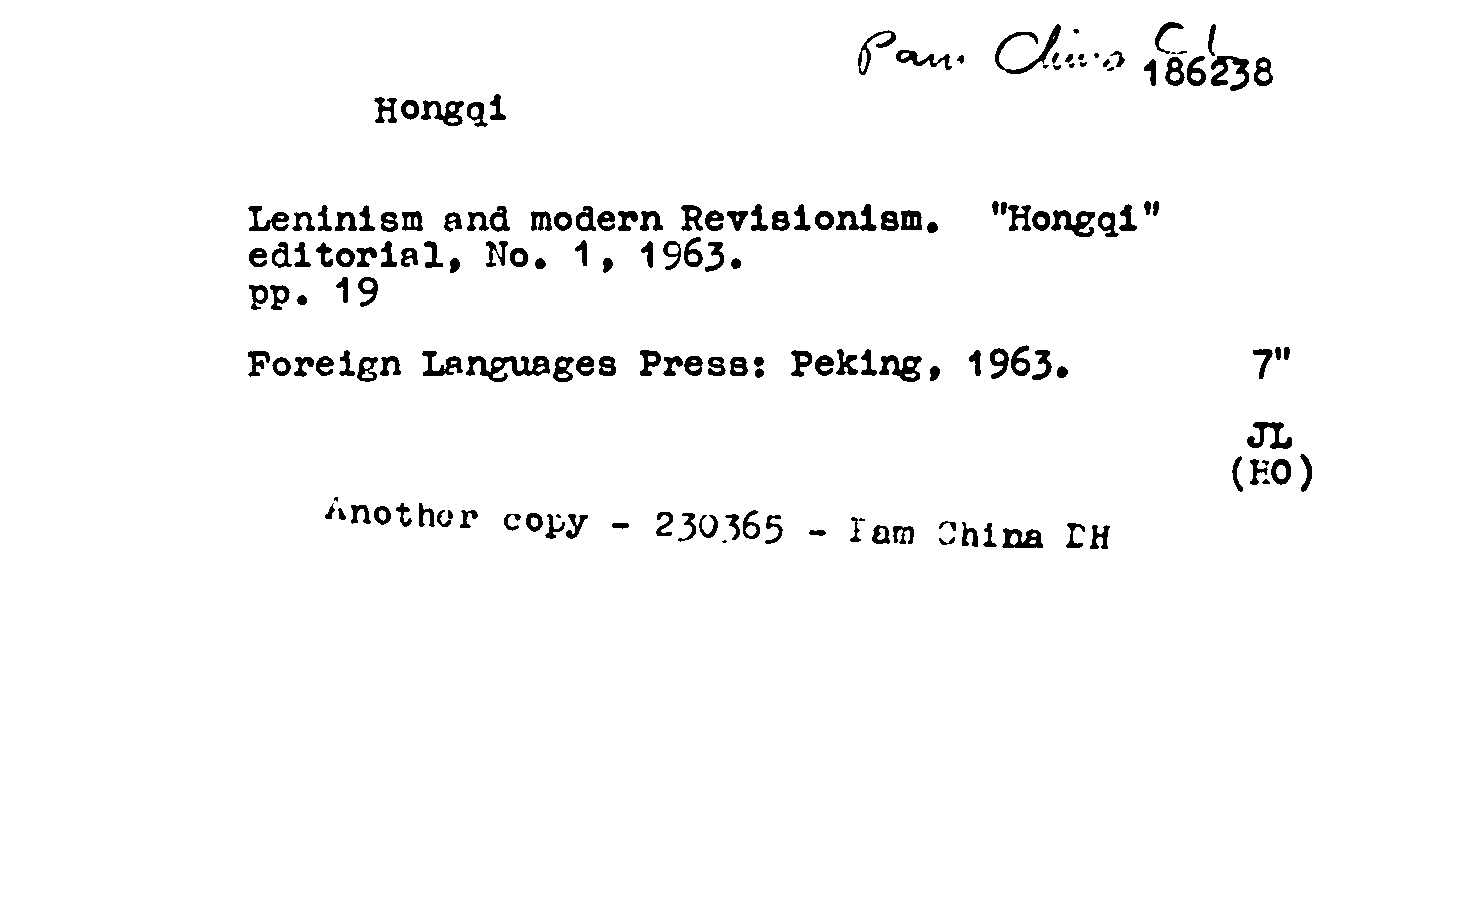 Pam China C1
186238
Hongqi
Leninism and modern Revisionism. "Hongqi"
editorial, No. 1, 1963.
pp. 19
Foreign Languages Press: Peking, 1963. 7"
JL
(HO)
Another copy - 230365 - Pam China DH